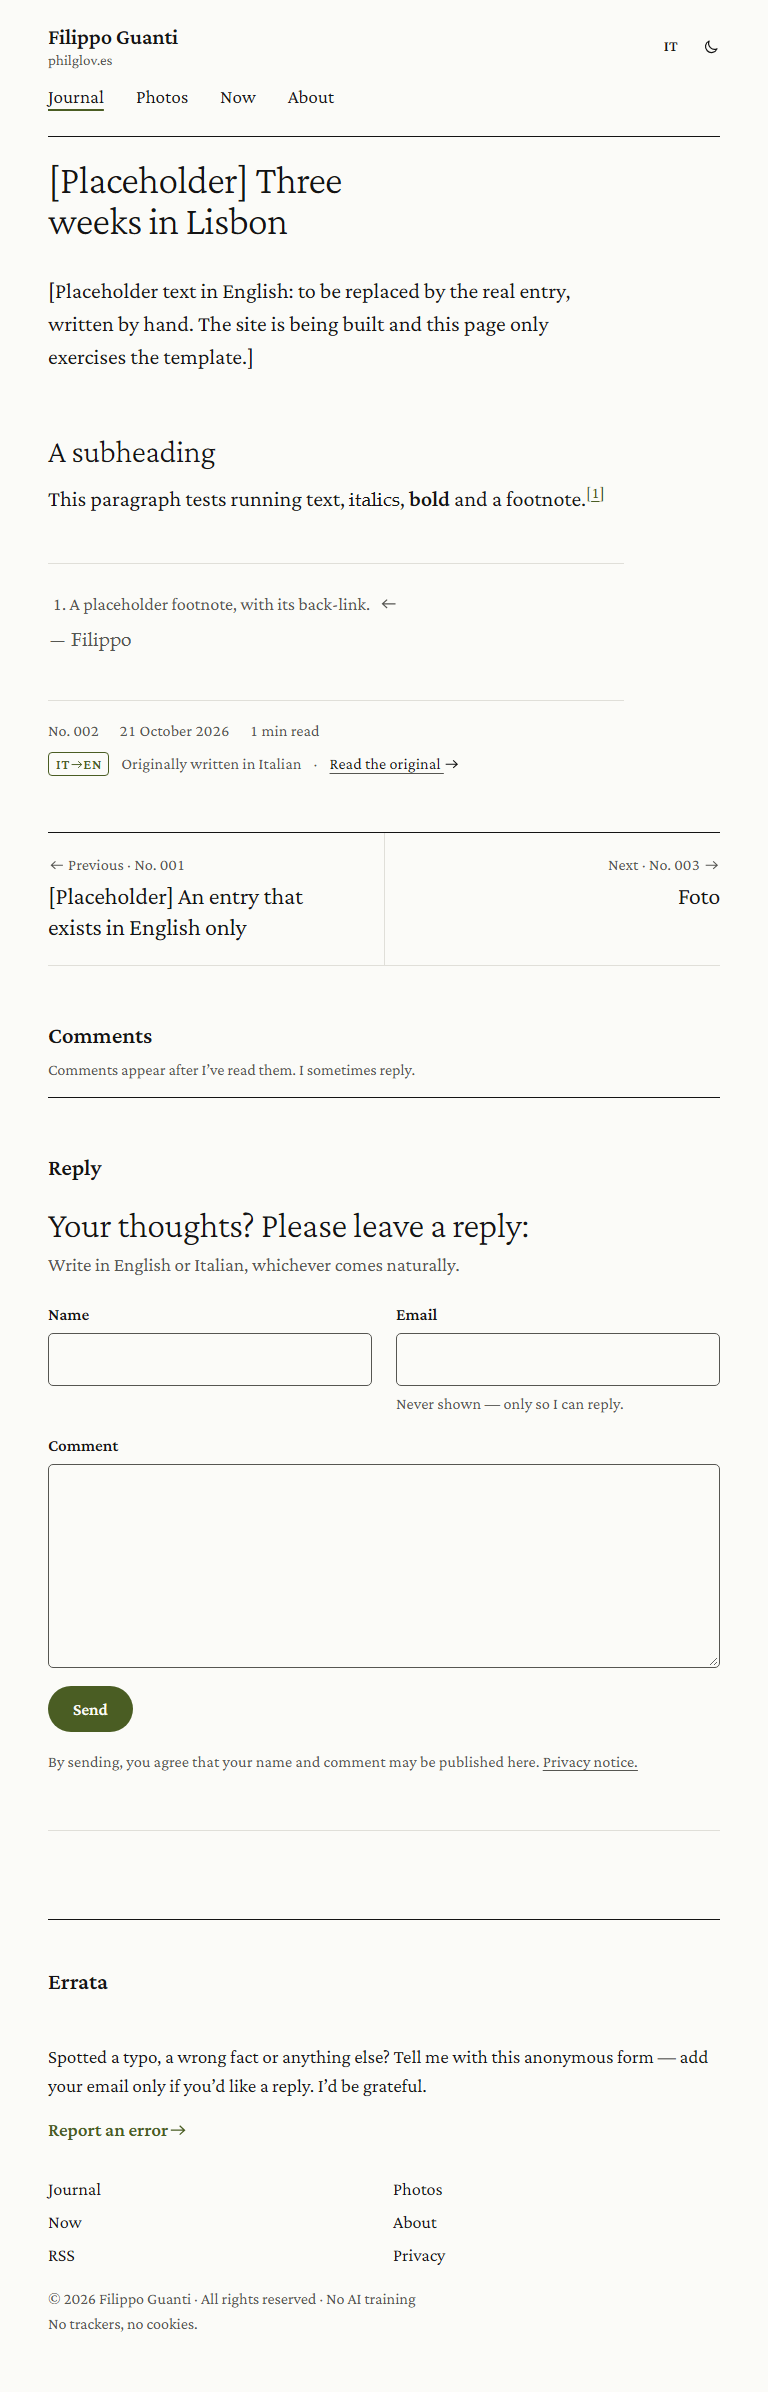 Filippo Guanti
philglov.es
IT
Journal Photos Now About
[Placeholder] Three
weeks in Lisbon
[Placeholder text in English: to be replaced by the real entry,
written by hand. The site is being built and this page only
exercises the template.]
A subheading
This paragraph tests running text, italics, bold and a footnote.[1]
1. A placeholder footnote, with its back-link. ←
— Filippo
No. 002 21 October 2026 1 min read
IT→EN Originally written in Italian · Read the original →
← Previous · No. 001
[Placeholder] An entry that
exists in English only
Next · No. 003 →
Foto
Comments
Comments appear after I’ve read them. I sometimes reply.
Reply
Your thoughts? Please leave a reply:
Write in English or Italian, whichever comes naturally.
Name
Email
Never shown — only so I can reply.
Comment
Send
By sending, you agree that your name and comment may be published here. Privacy notice.
Errata
Spotted a typo, a wrong fact or anything else? Tell me with this anonymous form — add
your email only if you’d like a reply. I’d be grateful.
Report an error→
Journal Photos
Now About
RSS Privacy
© 2026 Filippo Guanti · All rights reserved · No AI training
No trackers, no cookies.